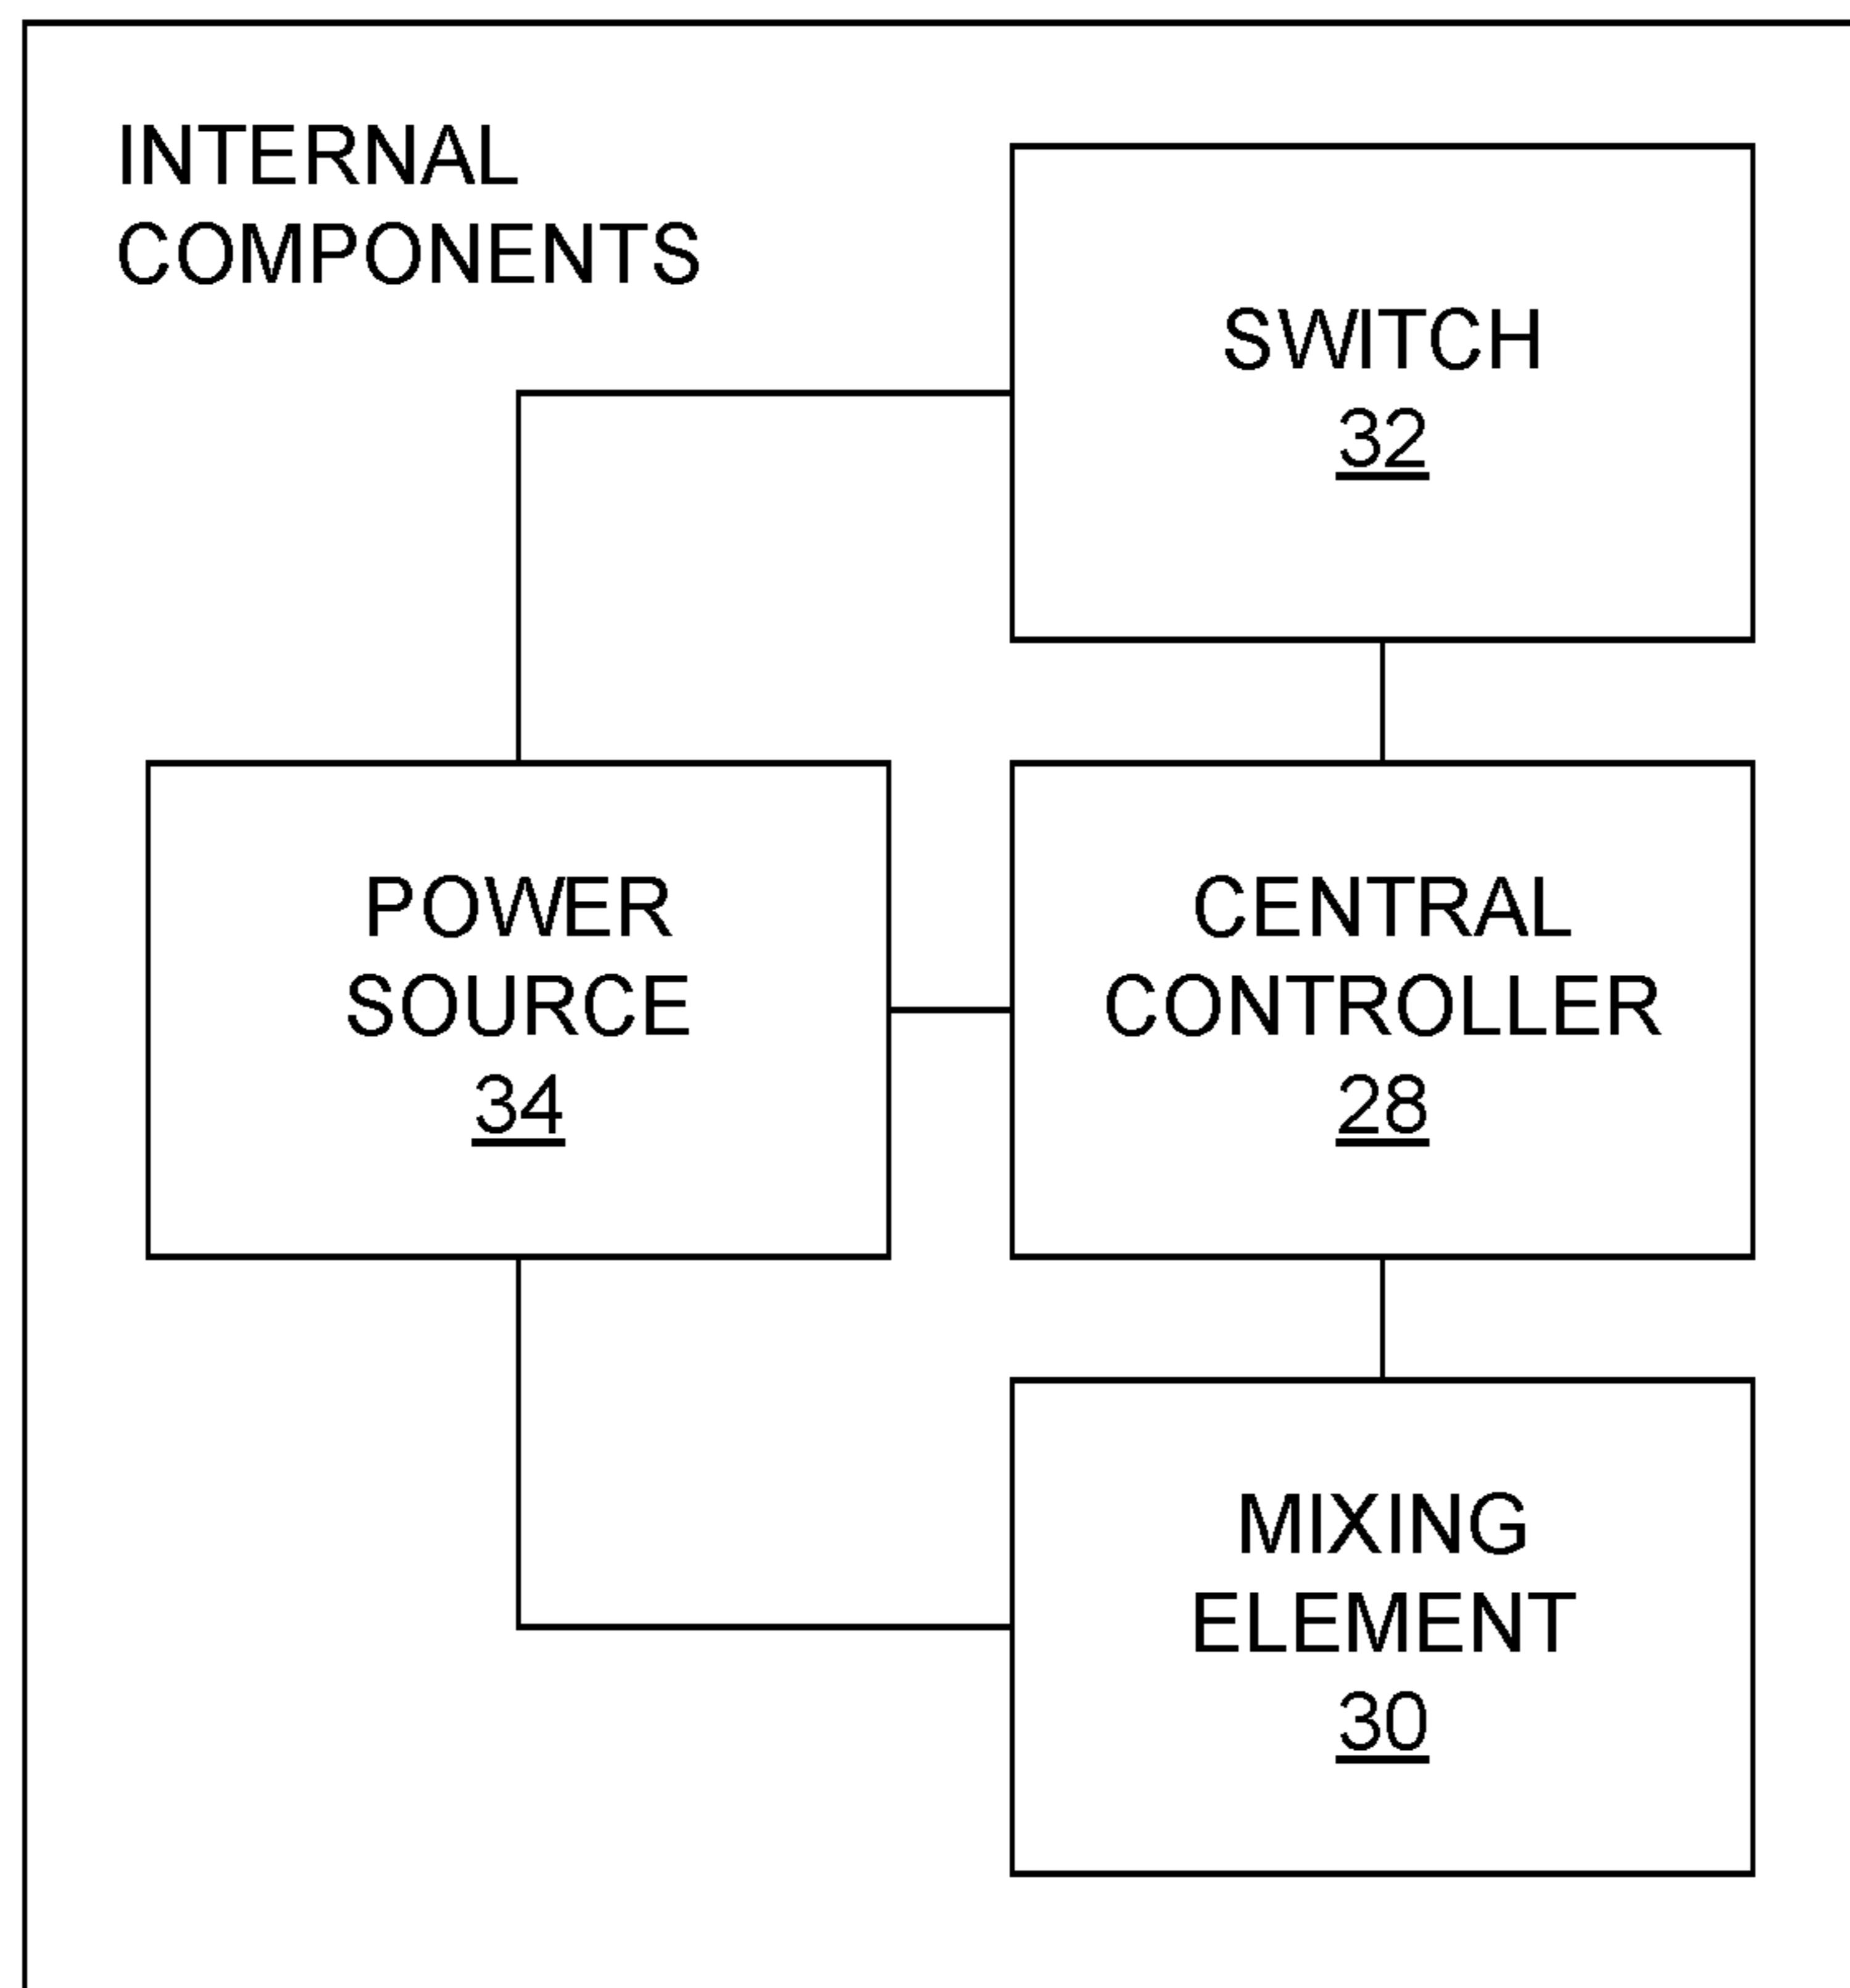 INTERNAL
COMPONENTS
SWITCH
32
POWER
SOURCE
34
CENTRAL
CONTROLLER
28
MIXING
ELEMENT
30